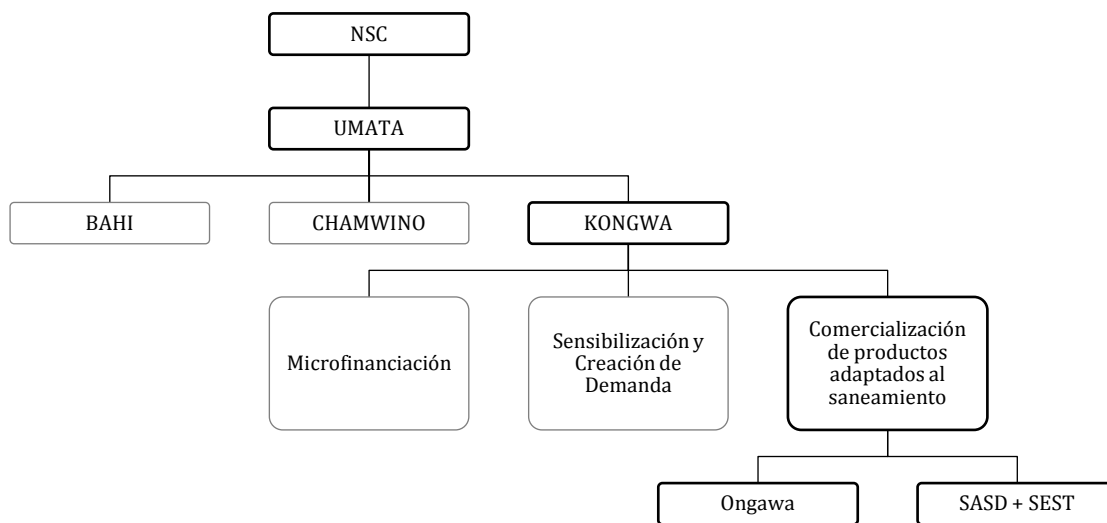 NSC
UMATA
BAHI
CHAMWINO
KONGWA
Microfinanciación
Sensibilización y
Creación de
Demanda
Comercialización
de productos
adaptados al
saneamiento
Ongawa
SASD + SEST